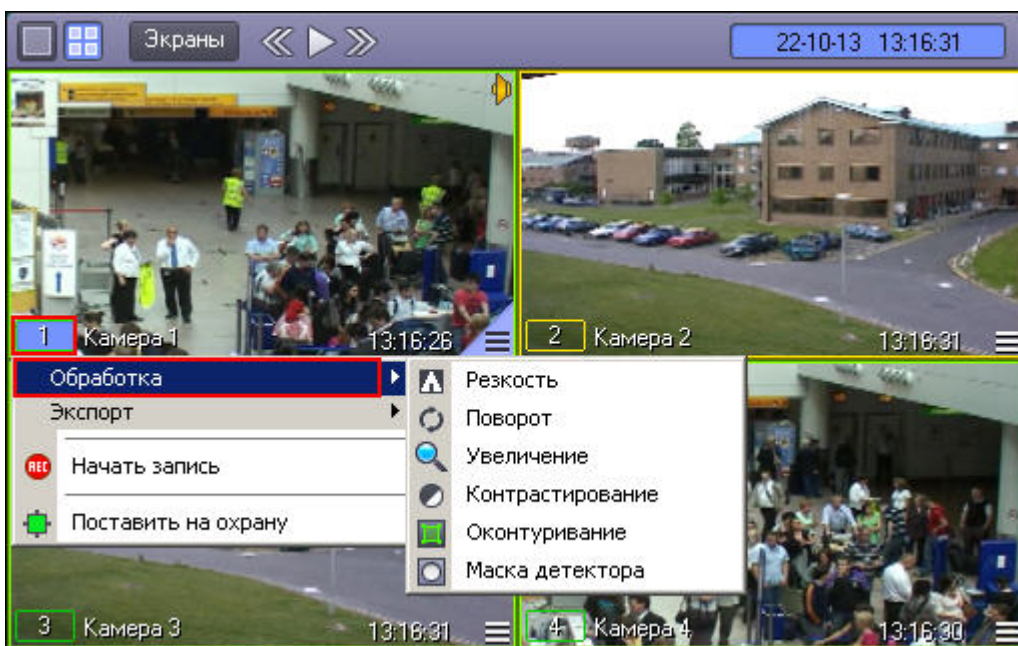 Экраны
22-10-13 13:16:31
1 Камера 1 13:16:26
2 Камера 2 13:16:31
Обработка
Экспорт
REC Начать запись
Поставить на охрану
Резкость
Поворот
Увеличение
Контрастирование
Оконтуривание
Маска детектора
3 Камера 3 13:16:31
4 Камера 4 13:16:30